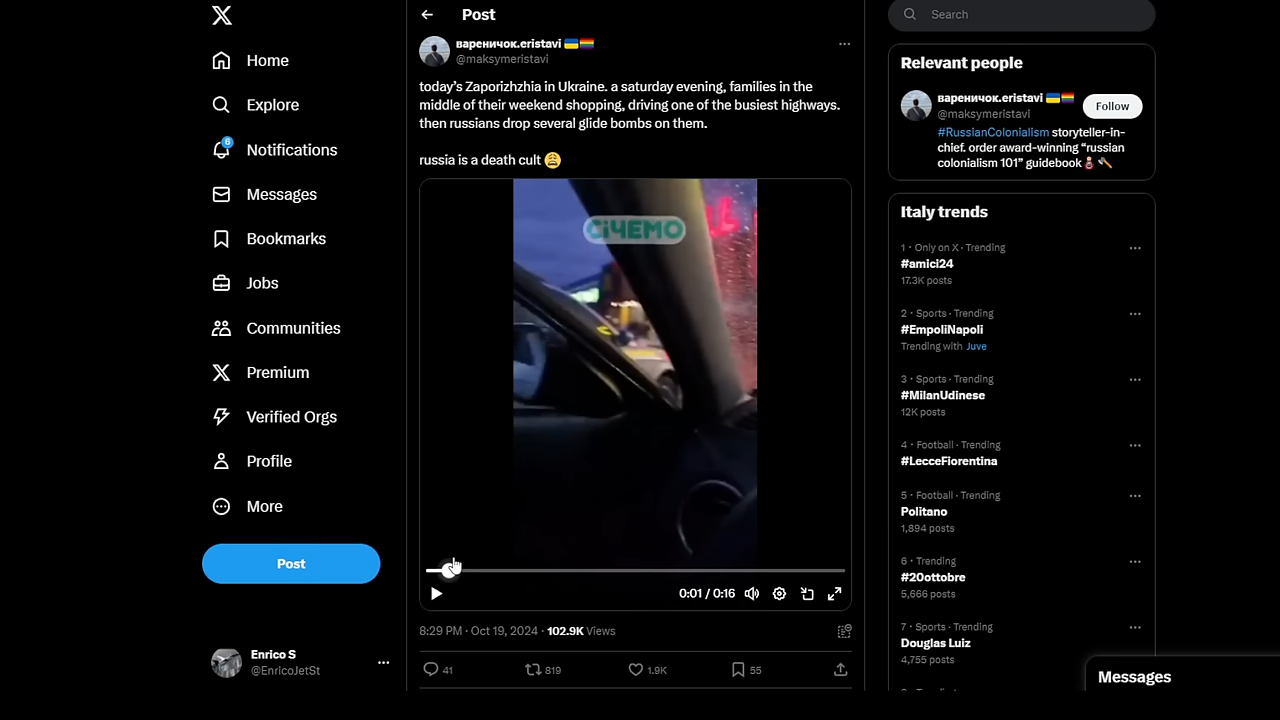 Home
Explore
6
Notifications
Messages
Bookmarks
Jobs
Communities
Premium
Verified Orgs
Profile
More
Post
Enrico S
@EnricoJetSt
Post
вареничок.eristavi
@maksymeristavi
today's Zaporizhzhia in Ukraine. a saturday evening, families in the
middle of their weekend shopping, driving one of the busiest highways.
then russians drop several glide bombs on them.
russia is a death cult
СІЧЕМО
0:01 / 0:16
8:29 PM · Oct 19, 2024 · 102.9K Views
41
819
1.9K
55
Search
Relevant people
вареничок.eristavi
@maksymeristavi
Follow
#RussianColonialism storyteller-in-
chief. order award-winning “russian
colonialism 101” guidebook
Italy trends
1 · Only on X · Trending
#amici24
17.3K posts
2 · Sports · Trending
#EmpoliNapoli
Trending with Juve
3 · Sports · Trending
#MilanUdinese
12K posts
4 · Football · Trending
#LecceFiorentina
5 · Football · Trending
Politano
1,894 posts
6 · Trending
#20ottobre
5,666 posts
7 · Sports · Trending
Douglas Luiz
4,755 posts
Messages